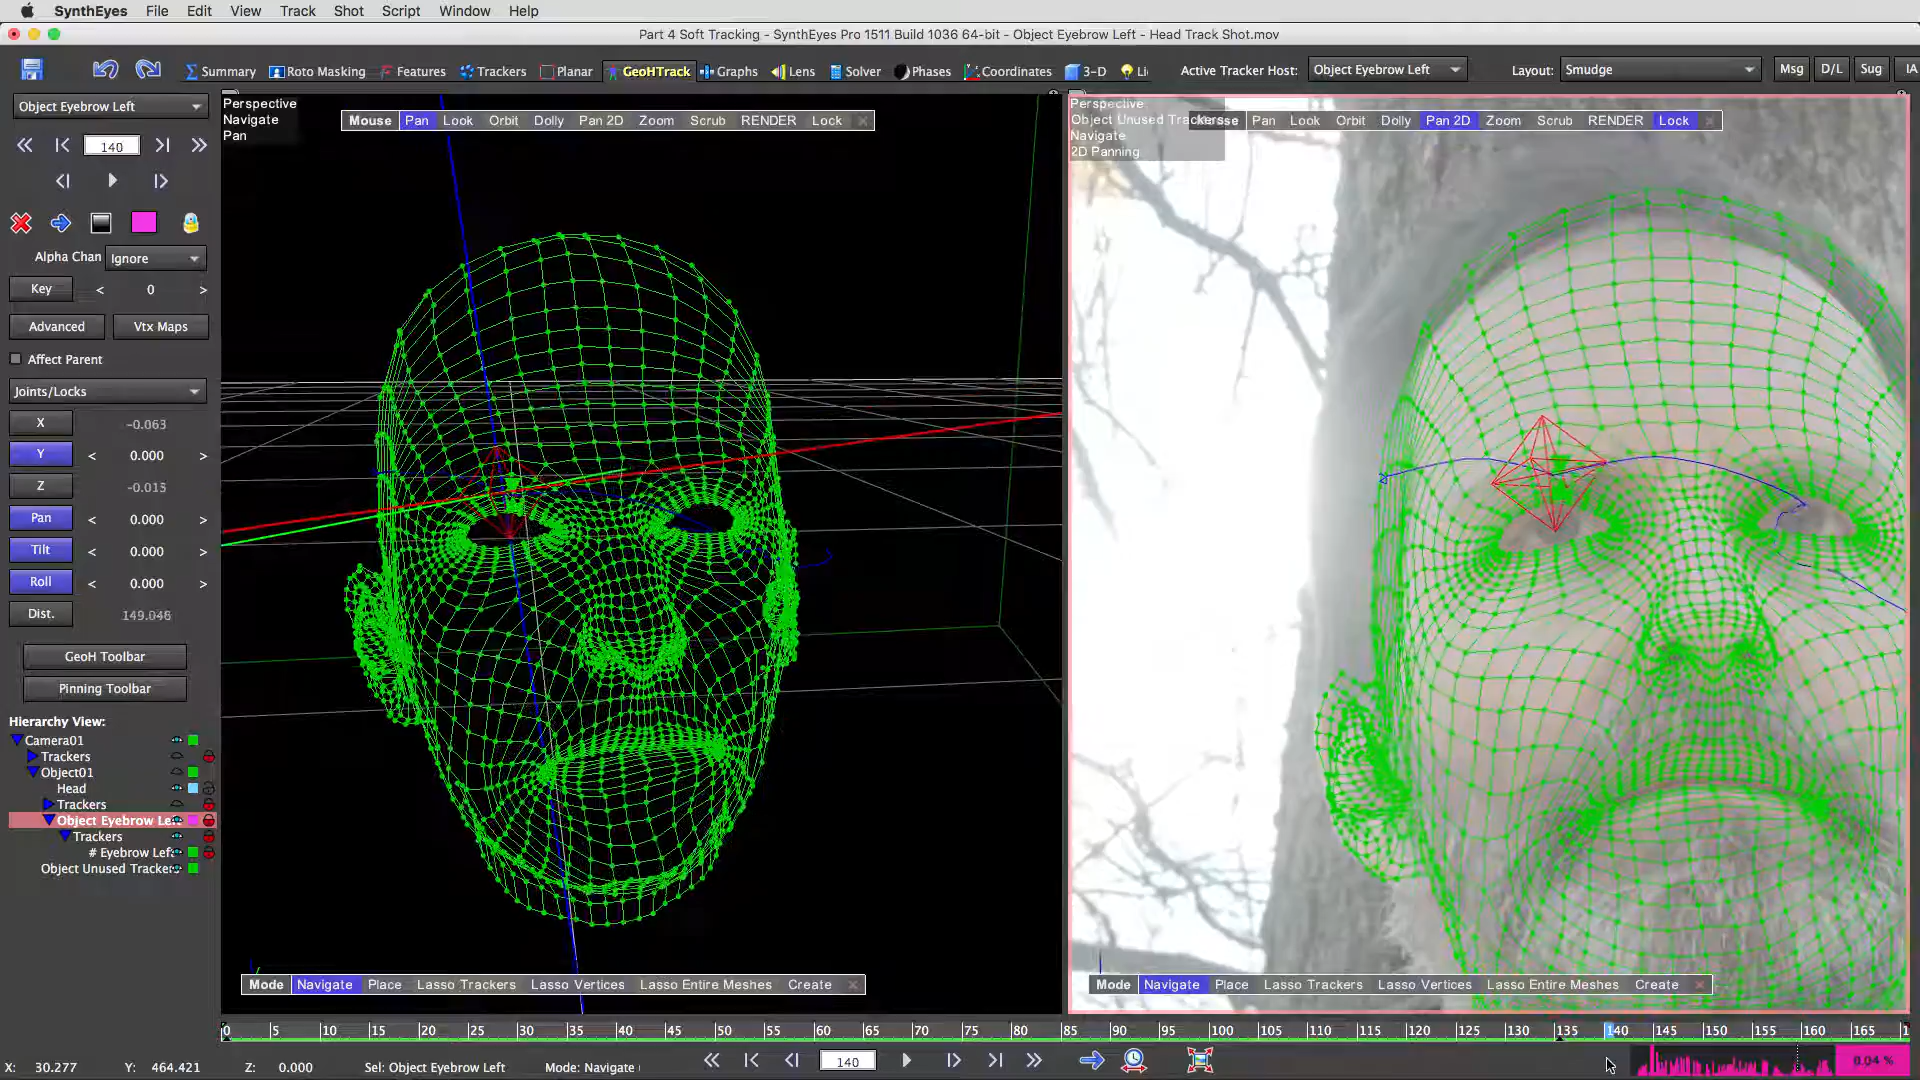 SynthEyes File Edit View Track Shot Script Window Help
Part 4 Soft Tracking - SynthEyes Pro 1511 Build 1036 64-bit - Object Eyebrow Left - Head Track Shot.mov
Summary Roto Masking Features Trackers Planar GeoHTrack Graphs Lens Solver Phases Coordinates 3-D Li Active Tracker Host: Object Eyebrow Left Layout: Smudge Msg D/L Sug IA
Object Eyebrow Left
140
Alpha Chan Ignore
Key < 0 >
Advanced Vtx Maps
Affect Parent
Joints/Locks
X -0.063
Y < 0.000 >
Z -0.015
Pan < 0.000 >
Tilt < 0.000 >
Roll < 0.000 >
Dist. 149.046
GeoH Toolbar
Pinning Toolbar
Hierarchy View:
Camera01
Trackers
Object01
Head
Trackers
Object Eyebrow Le
Trackers
# Eyebrow Left
Object Unused Tracker
Perspective
Navigate
Pan
Mouse Pan Look Orbit Dolly Pan 2D Zoom Scrub RENDER Lock
Mode Navigate Place Lasso Trackers Lasso Vertices Lasso Entire Meshes Create
Perspective
Object Unused Trackers
Navigate
2D Panning
Mouse Pan Look Orbit Dolly Pan 2D Zoom Scrub RENDER Lock
Mode Navigate Place Lasso Trackers Lasso Vertices Lasso Entire Meshes Create
0 5 10 15 20 25 30 35 40 45 50 55 60 65 70 75 80 85 90 95 100 105 110 115 120 125 130 135 140 145 150 155 160 165 1
X: 30.277 Y: 464.421 Z: 0.000 Sel: Object Eyebrow Left Mode: Navigate 140 0.04 %